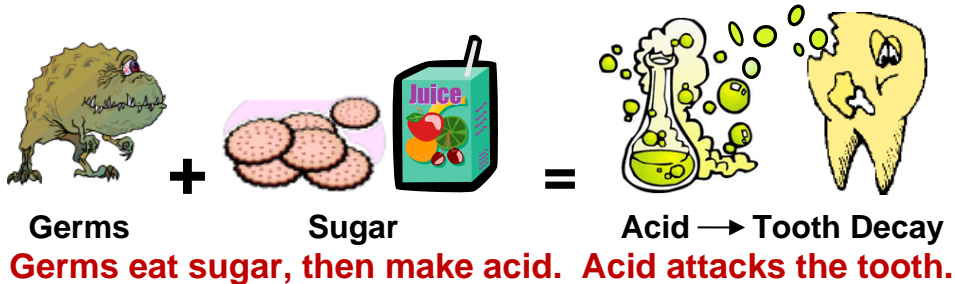 Juice
+
=
Germs Sugar Acid → Tooth Decay
Germs eat sugar, then make acid. Acid attacks the tooth.